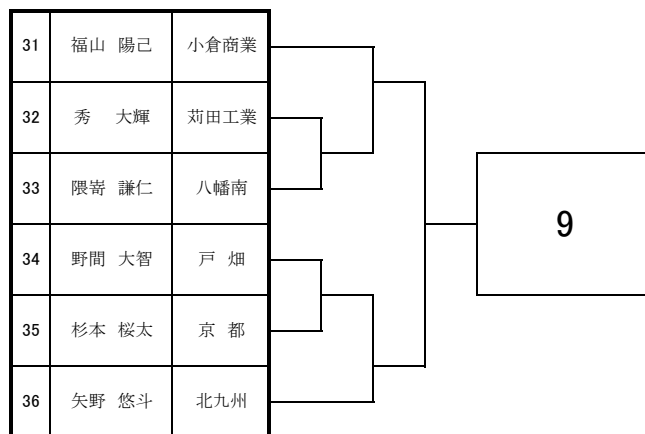 31 福山 陽己 小倉商業
32 秀 大輝 苅田工業
33 隈嵜 謙仁 八幡南
34 野間 大智 戸 畑
35 杉本 桜太 京 都
36 矢野 悠斗 北九州
9